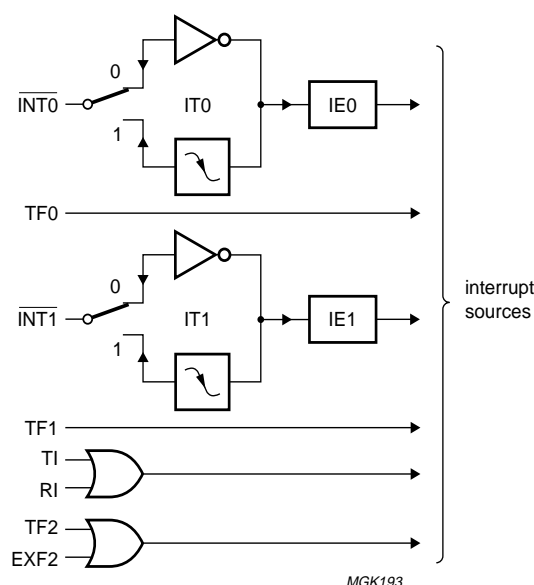 0
INT0
IT0
IE0
1
TF0
0
INT1
IT1
IE1
1
interrupt
sources
TF1
TI
RI
TF2
EXF2
MGK193